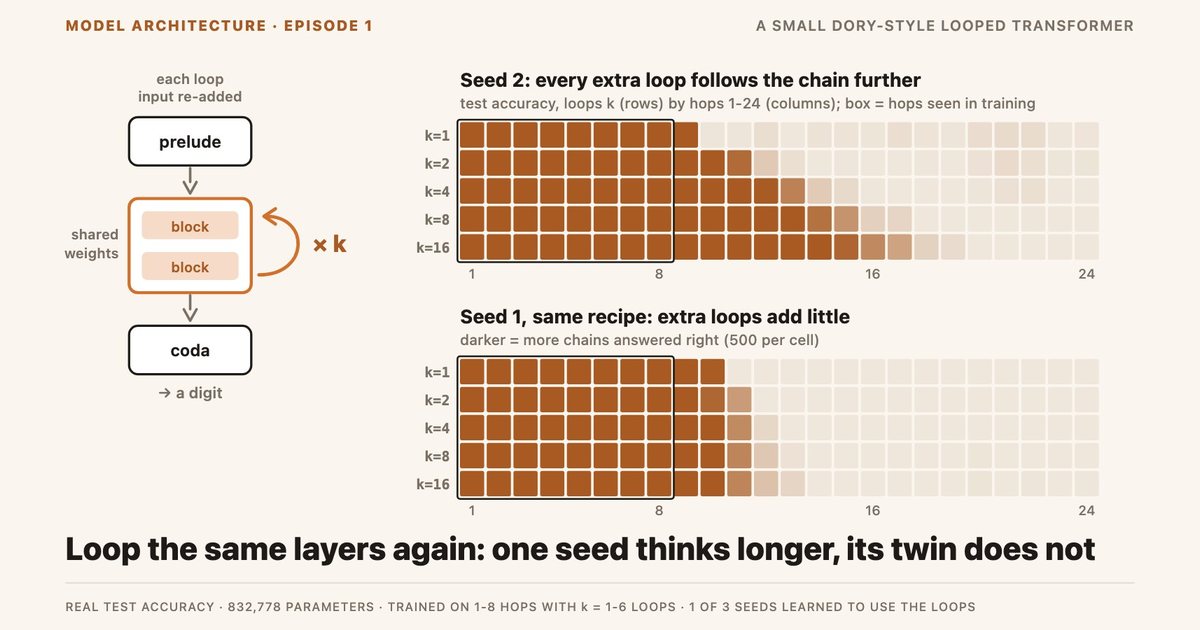 MODEL ARCHITECTURE · EPISODE 1
A SMALL DORY-STYLE LOOPED TRANSFORMER
each loop
input re-added
prelude
block
block
shared
weights
× k
coda
→ a digit
Seed 2: every extra loop follows the chain further
test accuracy, loops k (rows) by hops 1-24 (columns); box = hops seen in training
k=1
k=2
k=4
k=8
k=16
1 8 16 24
Seed 1, same recipe: extra loops add little
darker = more chains answered right (500 per cell)
k=1
k=2
k=4
k=8
k=16
1 8 16 24
Loop the same layers again: one seed thinks longer, its twin does not
REAL TEST ACCURACY · 832,778 PARAMETERS · TRAINED ON 1-8 HOPS WITH k = 1-6 LOOPS · 1 OF 3 SEEDS LEARNED TO USE THE LOOPS